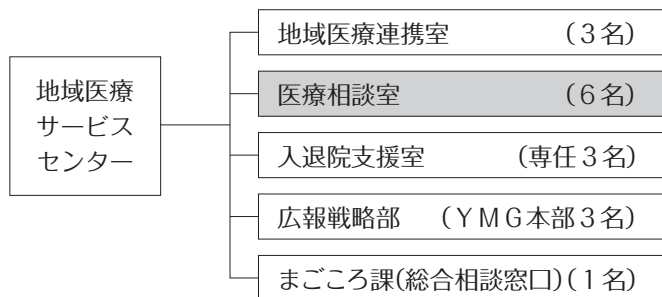 地域医療
サービス
センター
地域医療連携室 (3名)
医療相談室 (6名)
入退院支援室 (専任3名)
広報戦略部 (YMG本部3名)
まごころ課(総合相談窓口)(1名)